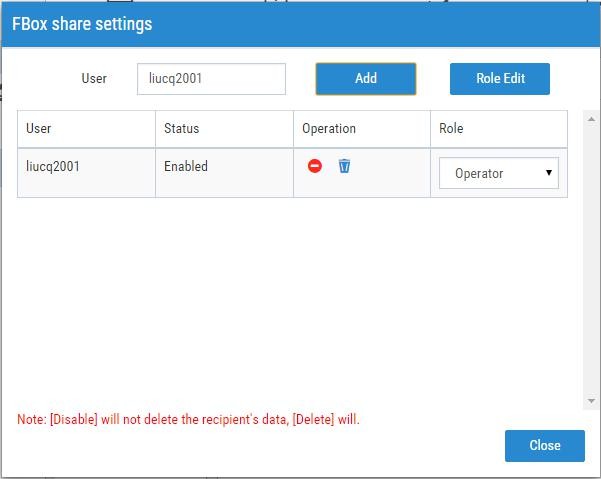 FBox share settings
User liucq2001 Add Role Edit
User Status Operation Role
liucq2001 Enabled Operator
Note: [Disable] will not delete the recipient's data, [Delete] will.
Close